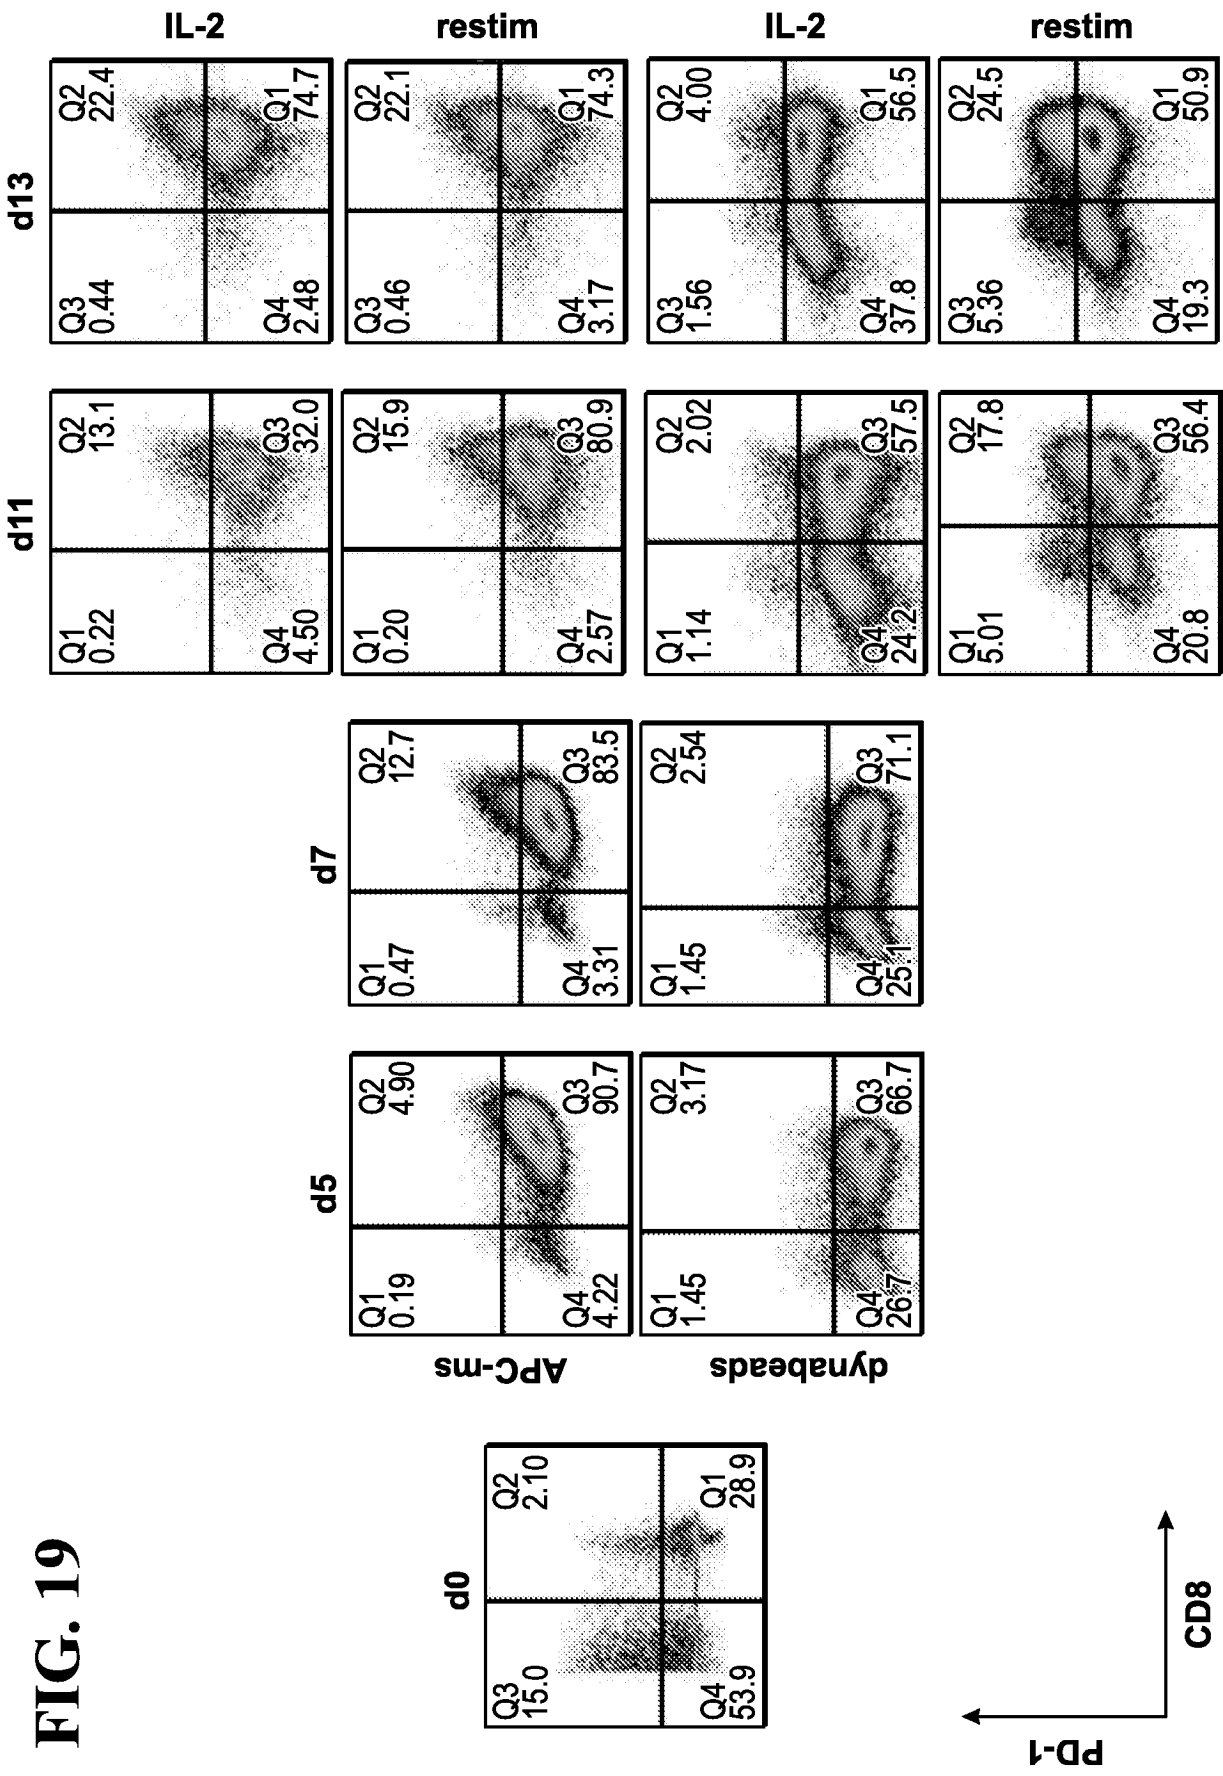 FIG. 19
d0
Q3
15.0
Q2
2.10
Q4
53.9
Q1
28.9
PD-1
CD8
d5
d7
d11
d13
APC-ms
dynabeads
Q1
0.19
Q2
4.90
Q4
4.22
Q3
90.7
Q1
1.45
Q2
3.17
Q4
26.7
Q3
66.7
Q1
0.47
Q2
12.7
Q4
3.31
Q3
83.5
Q1
1.45
Q2
2.54
Q4
25.1
Q3
71.1
Q1
0.22
Q2
13.1
Q4
4.50
Q3
32.0
Q1
0.20
Q2
15.9
Q4
2.57
Q3
80.9
Q1
1.14
Q2
2.02
Q4
24.2
Q3
57.5
Q1
5.01
Q2
17.8
Q4
20.8
Q3
56.4
Q3
0.44
Q2
22.4
Q4
2.48
Q1
74.7
IL-2
Q3
0.46
Q2
22.1
Q4
3.17
Q1
74.3
restim
Q3
1.56
Q2
4.00
Q4
37.8
Q1
56.5
IL-2
Q3
5.36
Q2
24.5
Q4
19.3
Q1
50.9
restim